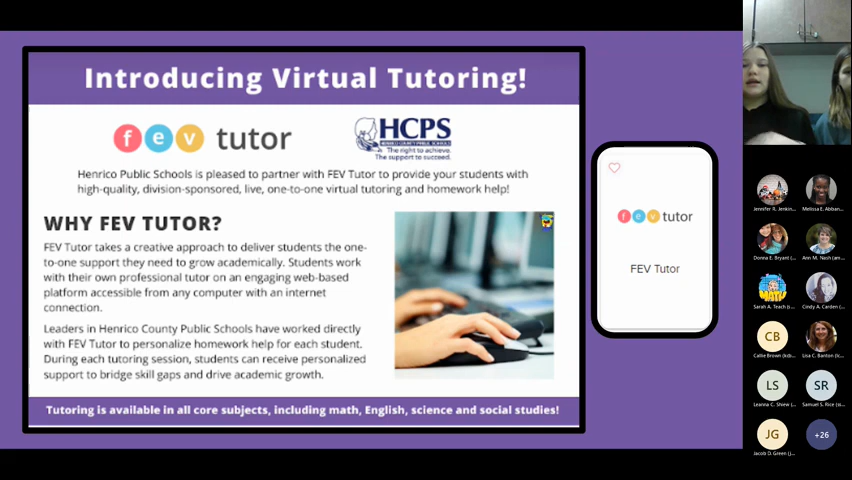 Introducing Virtual Tutoring!
fev tutor
HCPS
HENRICO COUNTY PUBLIC SCHOOLS
The right to achieve.
The support to succeed.
Henrico Public Schools is pleased to partner with FEV Tutor to provide your students with
high-quality, division-sponsored, live, one-to-one virtual tutoring and homework help!
WHY FEV TUTOR?
FEV Tutor takes a creative approach to deliver students the one-
to-one support they need to grow academically. Students work
with their own professional tutor on an engaging web-based
platform accessible from any computer with an internet
connection.
Leaders in Henrico County Public Schools have worked directly
with FEV Tutor to personalize homework help for each student.
During each tutoring session, students can receive personalized
support to bridge skill gaps and drive academic growth.
Tutoring is available in all core subjects, including math, English, science and social studies!
fev tutor
FEV Tutor
Jennifer R. Jenkin...
Melissa E. Abban...
Donna E. Bryant (...
Ann M. Nash (am...
MATH
Sarah A. Teach (s...
Cindy A. Carden (...
CB
Callie Brown (kdb...
Lisa C. Banton (lc...
LS
Leanna C. Shew (...
SR
Samuel S. Rice (s...
JG
Jacob D. Green (j...
+26